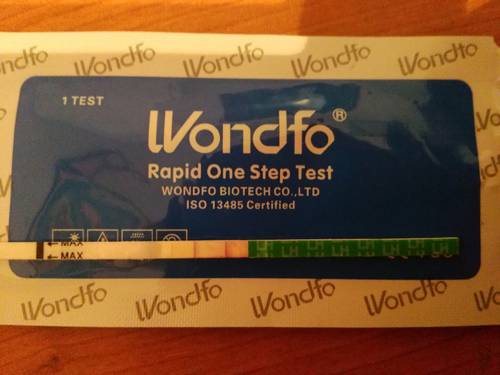 ndfo Wondfo Wondfo Wondfo Wondfo
1 TEST
Wondfo®
Rapid One Step Test
WONDFO BIOTECH CO.,LTD
ISO 13485 Certified
← MAX
← MAX
Wondfo Wondfo Wondfo Wondfo